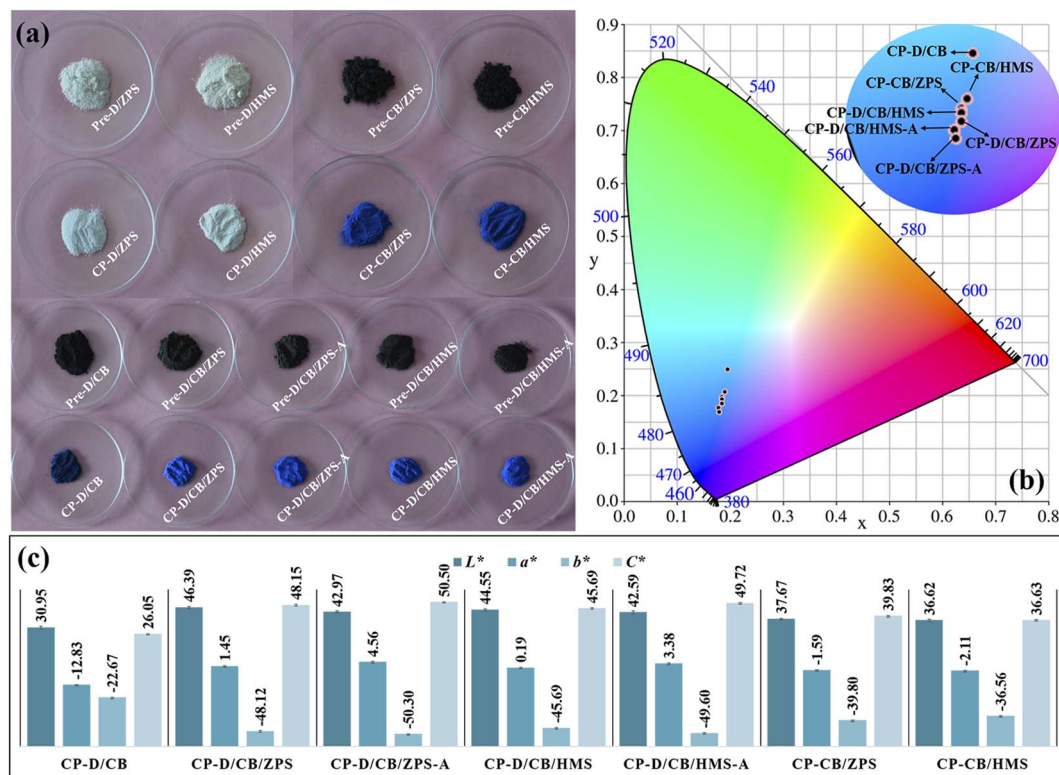 (a)
Pre-D/ZPS
Pre-D/HMS
Pre-CB/ZPS
Pre-CB/HMS
CP-D/ZPS
CP-D/HMS
CP-CB/ZPS
CP-CB/HMS
Pre-D/CB
Pre-D/CB/ZPS
Pre-D/CB/ZPS-A
Pre-D/CB/HMS
Pre-D/CB/HMS-A
CP-D/CB
CP-D/CB/ZPS
CP-D/CB/ZPS-A
CP-D/CB/HMS
CP-D/CB/HMS-A
0.9
0.8
0.7
0.6
0.5
y
0.4
0.3
0.2
0.1
0.0
0.0 0.1 0.2 0.3 0.4 0.5 0.6 0.7 0.8
x
520
540
560
580
600
620
700
500
490
480
470
460
380
CP-D/CB
CP-CB/HMS
CP-CB/ZPS
CP-D/CB/HMS
CP-D/CB/HMS-A
CP-D/CB/ZPS
CP-D/CB/ZPS-A
(b)
(c)
L* a* b* C*
30.95 -12.83 -22.67 26.05
46.39 1.45 -48.12 48.15
42.97 4.56 -50.30 50.50
44.55 0.19 -45.69 45.69
42.59 3.38 -49.60 49.72
37.67 -1.59 -39.80 39.83
36.62 -2.11 -36.56 36.63
CP-D/CB CP-D/CB/ZPS CP-D/CB/ZPS-A CP-D/CB/HMS CP-D/CB/HMS-A CP-CB/ZPS CP-CB/HMS